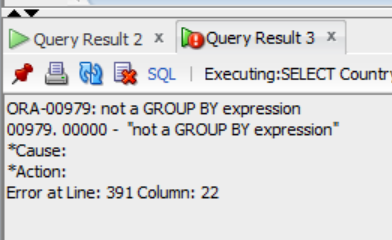 Query Result 2 x Query Result 3 x
SQL | Executing:SELECT Countr
ORA-00979: not a GROUP BY expression
00979. 00000 - "not a GROUP BY expression"
*Cause:
*Action:
Error at Line: 391 Column: 22